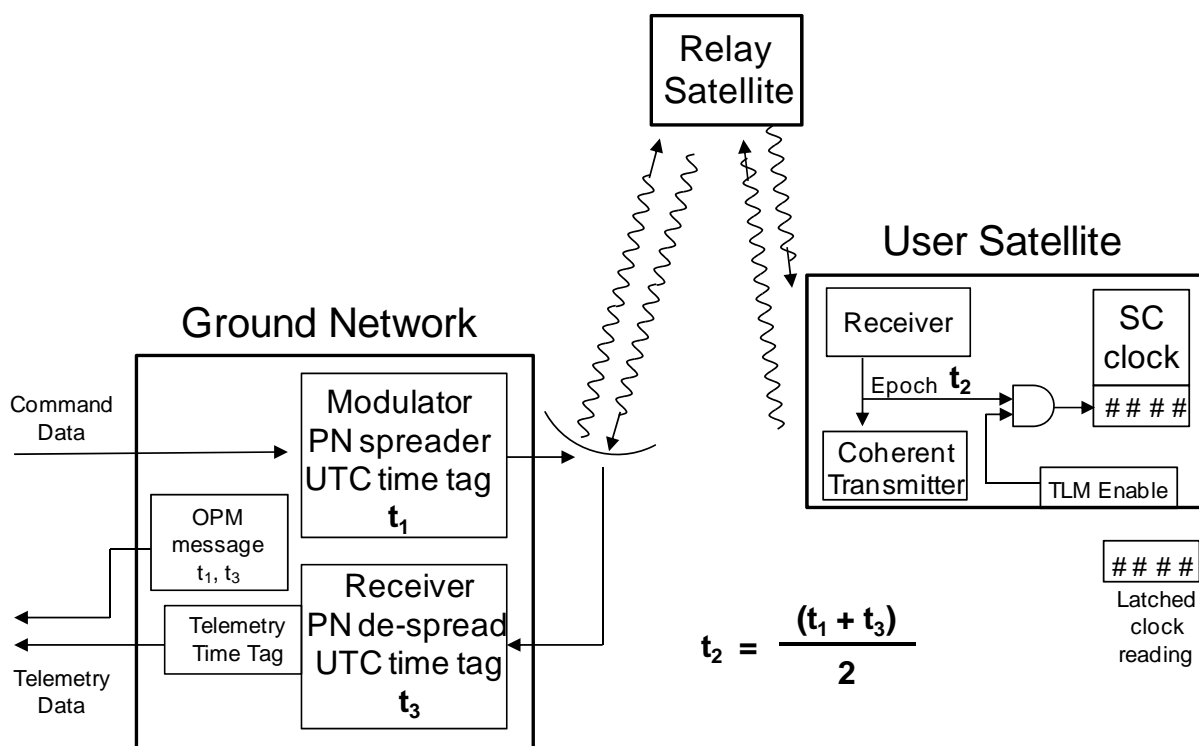 Relay
Satellite
User Satellite
Receiver
Epoch t₂
Coherent
Transmitter
SC
clock
# # # #
TLM Enable
# # # #
Latched
clock
reading
Ground Network
Command
Data
Modulator
PN spreader
UTC time tag
t₁
OPM
message
t₁, t₃
Receiver
PN de-spread
UTC time tag
t₃
Telemetry
Time Tag
Telemetry
Data
t₂ = (t₁ + t₃)
2